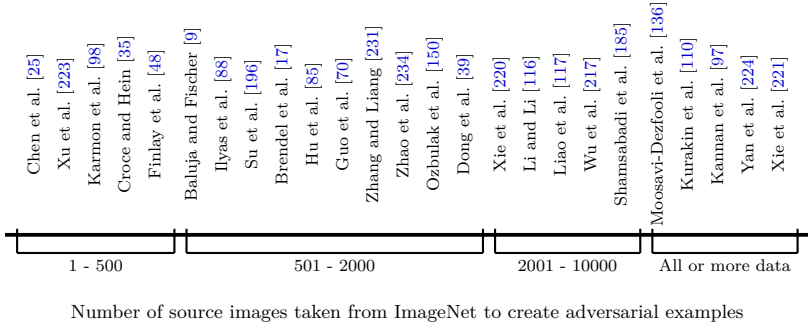 Chen et al. [25]
Xu et al. [223]
Karmon et al. [98]
Croce and Hein [35]
Finlay et al. [48]
Baluja and Fischer [9]
Ilyas et al. [88]
Su et al. [196]
Brendel et al. [17]
Hu et al. [85]
Guo et al. [70]
Zhang and Liang [231]
Zhao et al. [234]
Ozbulak et al. [150]
Dong et al. [39]
Xie et al. [220]
Li and Li [116]
Liao et al. [117]
Wu et al. [217]
Shamsabadi et al. [185]
Moosavi-Dezfooli et al. [136]
Kurakin et al. [110]
Kannan et al. [97]
Yan et al. [224]
Xie et al. [221]
1 - 500
501 - 2000
2001 - 10000
All or more data
Number of source images taken from ImageNet to create adversarial examples